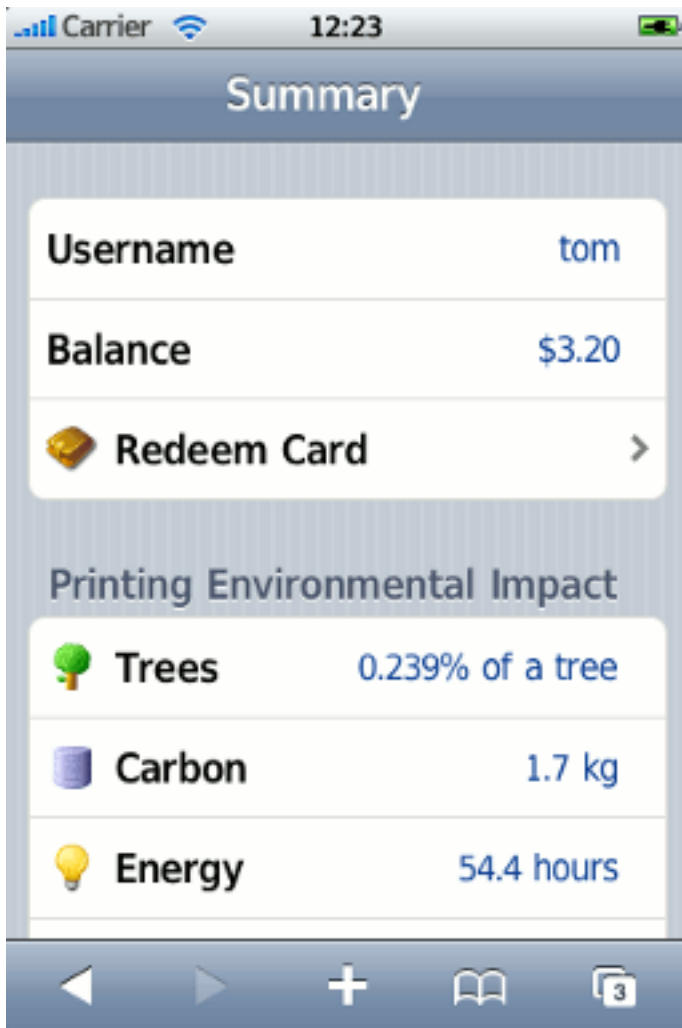 Carrier 12:23
Summary
Username tom
Balance $3.20
Redeem Card
Printing Environmental Impact
Trees 0.239% of a tree
Carbon 1.7 kg
Energy 54.4 hours
3